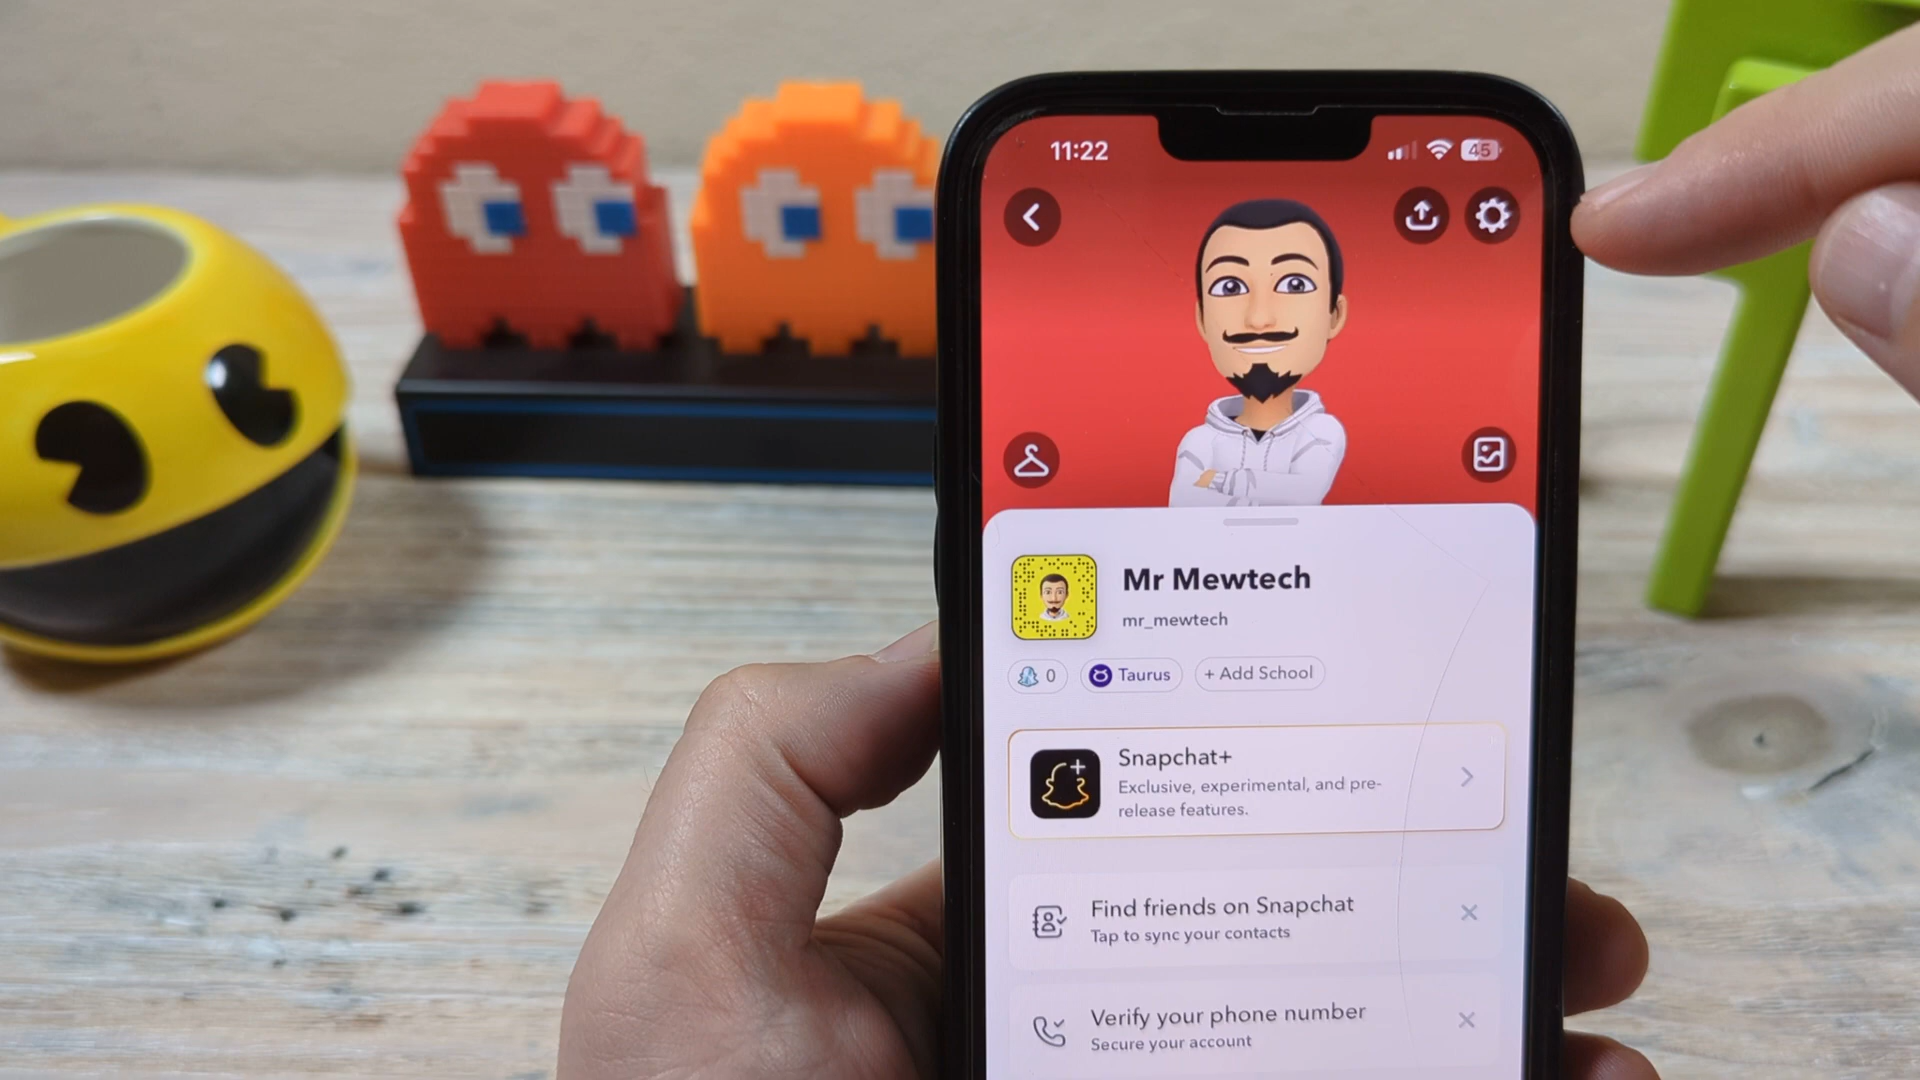 11:22
45
Mr Mewtech
mr_mewtech
0
Taurus
+ Add School
Snapchat+
Exclusive, experimental, and pre-
release features.
Find friends on Snapchat
Tap to sync your contacts
Verify your phone number
Secure your account